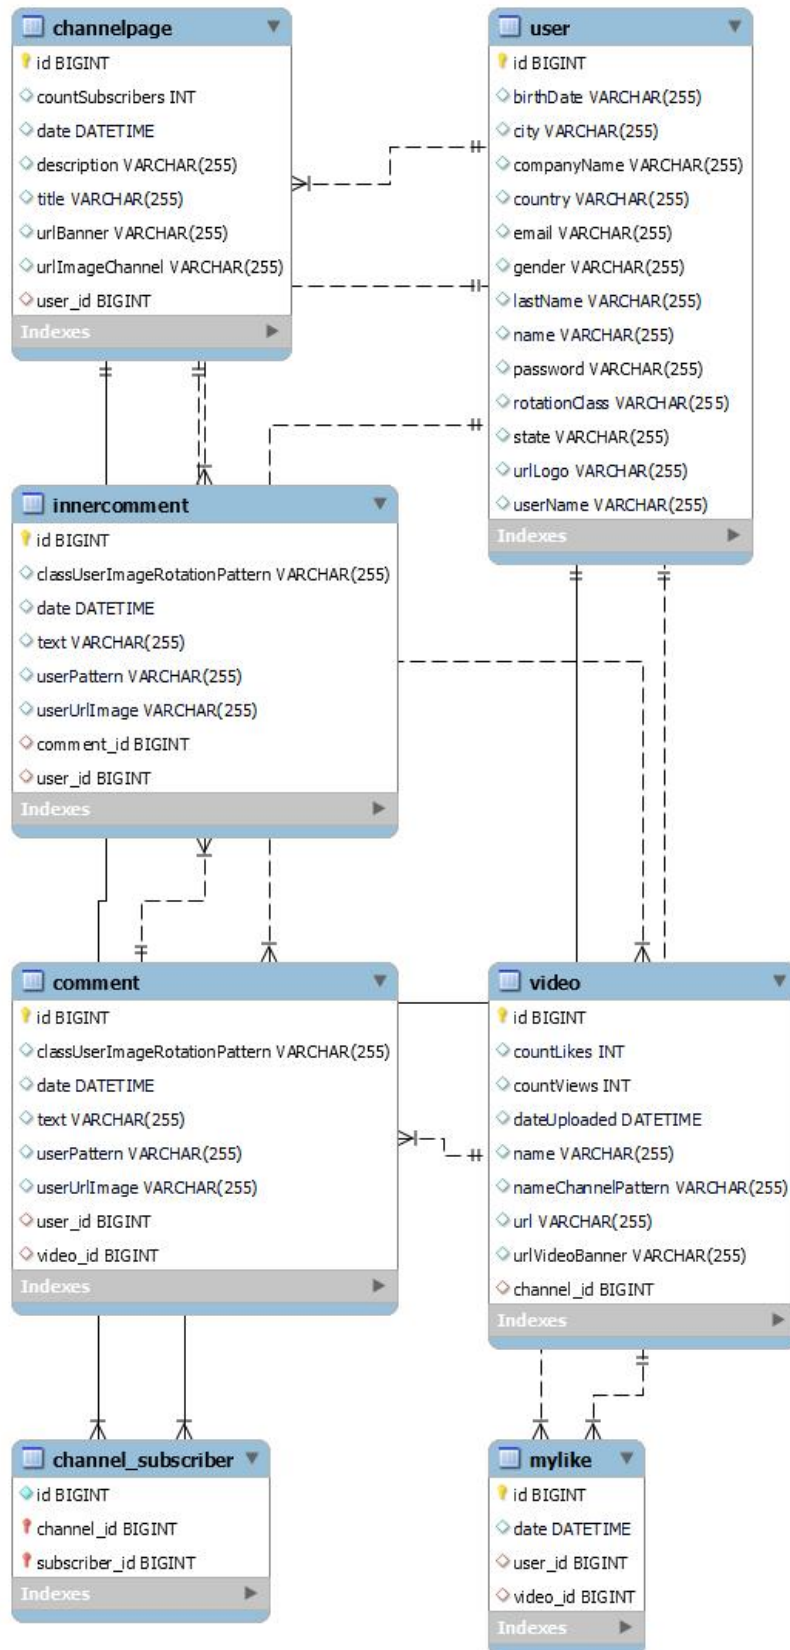 channelpage
id BIGINT
countSubscribers INT
date DATETIME
description VARCHAR(255)
title VARCHAR(255)
urlBanner VARCHAR(255)
urlImageChannel VARCHAR(255)
user_id BIGINT
Indexes
user
id BIGINT
birthDate VARCHAR(255)
city VARCHAR(255)
companyName VARCHAR(255)
country VARCHAR(255)
email VARCHAR(255)
gender VARCHAR(255)
lastName VARCHAR(255)
name VARCHAR(255)
password VARCHAR(255)
rotationClass VARCHAR(255)
state VARCHAR(255)
urlLogo VARCHAR(255)
userName VARCHAR(255)
Indexes
innercomment
id BIGINT
classUserImageRotationPattern VARCHAR(255)
date DATETIME
text VARCHAR(255)
userPattern VARCHAR(255)
userUrlImage VARCHAR(255)
comment_id BIGINT
user_id BIGINT
Indexes
comment
id BIGINT
classUserImageRotationPattern VARCHAR(255)
date DATETIME
text VARCHAR(255)
userPattern VARCHAR(255)
userUrlImage VARCHAR(255)
user_id BIGINT
video_id BIGINT
Indexes
video
id BIGINT
countLikes INT
countViews INT
dateUploaded DATETIME
name VARCHAR(255)
nameChannelPattern VARCHAR(255)
url VARCHAR(255)
urlVideoBanner VARCHAR(255)
channel_id BIGINT
Indexes
channel_subscriber
id BIGINT
channel_id BIGINT
subscriber_id BIGINT
Indexes
mylike
id BIGINT
date DATETIME
user_id BIGINT
video_id BIGINT
Indexes